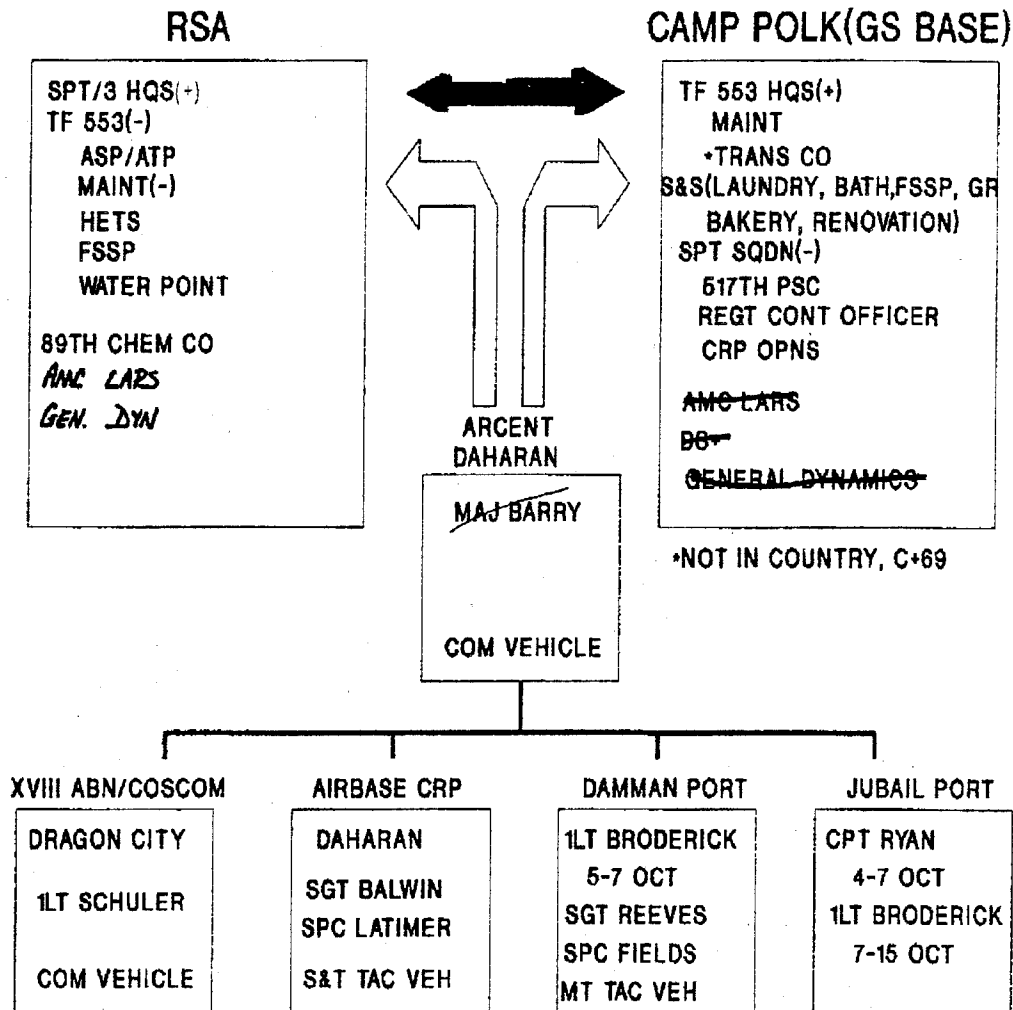 RSA
SPT/3 HQS(+)
TF 553(-)
ASP/ATP
MAINT(-)
HETS
FSSP
WATER POINT
89TH CHEM CO
AMC LARS
GEN. DYN
CAMP POLK(GS BASE)
TF 553 HQS(+)
MAINT
*TRANS CO
S&S(LAUNDRY, BATH,FSSP, GR
BAKERY, RENOVATION)
SPT SQDN(-)
517TH PSC
REGT CONT OFFICER
CRP OPNS
AMC LARS
GENERAL DYNAMICS
*NOT IN COUNTRY, C+69
ARCENT
DAHARAN
MAJ BARRY
COM VEHICLE
XVIII ABN/COSCOM
DRAGON CITY
1LT SCHULER
COM VEHICLE
AIRBASE CRP
DAHARAN
SGT BALWIN
SPC LATIMER
S&T TAC VEH
DAMMAN PORT
1LT BRODERICK
5-7 OCT
SGT REEVES
SPC FIELDS
MT TAC VEH
JUBAIL PORT
CPT RYAN
4-7 OCT
1LT BRODERICK
7-15 OCT